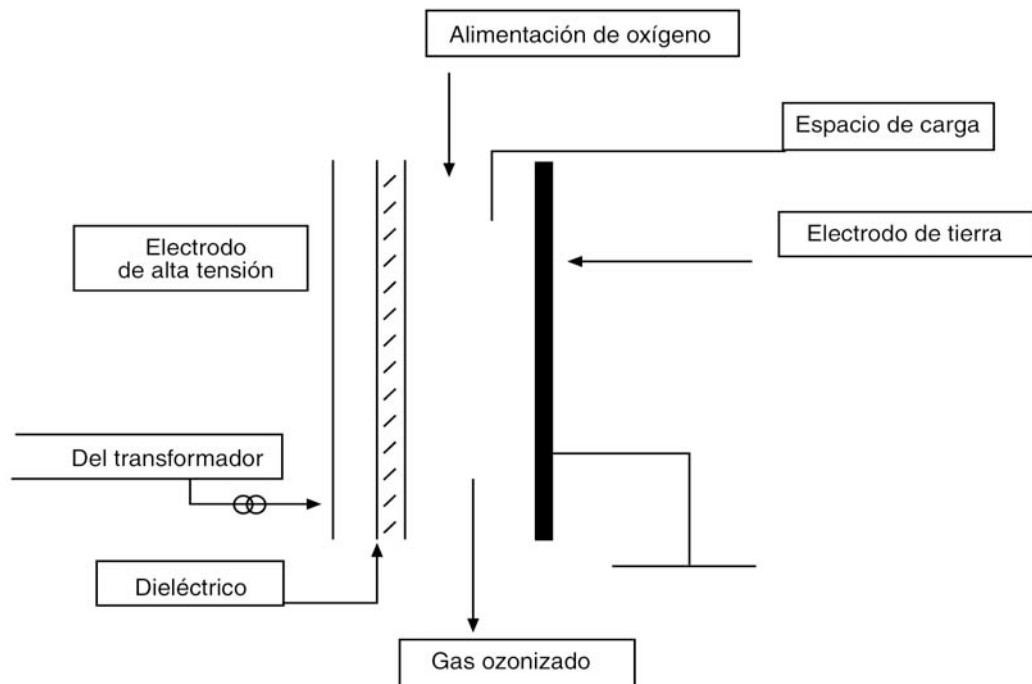 Alimentación de oxígeno
Espacio de carga
Electrodo de tierra
Electrodo
de alta tensión
Del transformador
Dieléctrico
Gas ozonizado